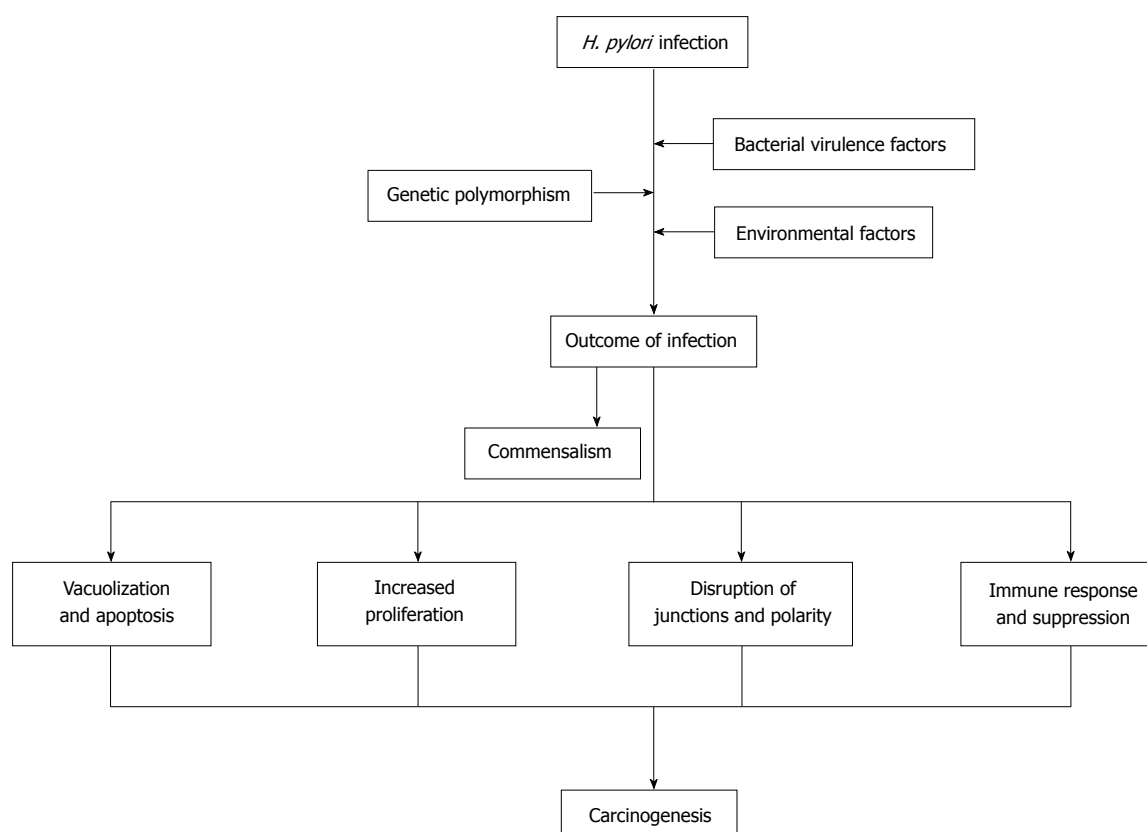 H. pylori infection
Bacterial virulence factors
Genetic polymorphism
Environmental factors
Outcome of infection
Commensalism
Vacuolization
and apoptosis
Increased
proliferation
Disruption of
junctions and polarity
Immune response
and suppression
Carcinogenesis